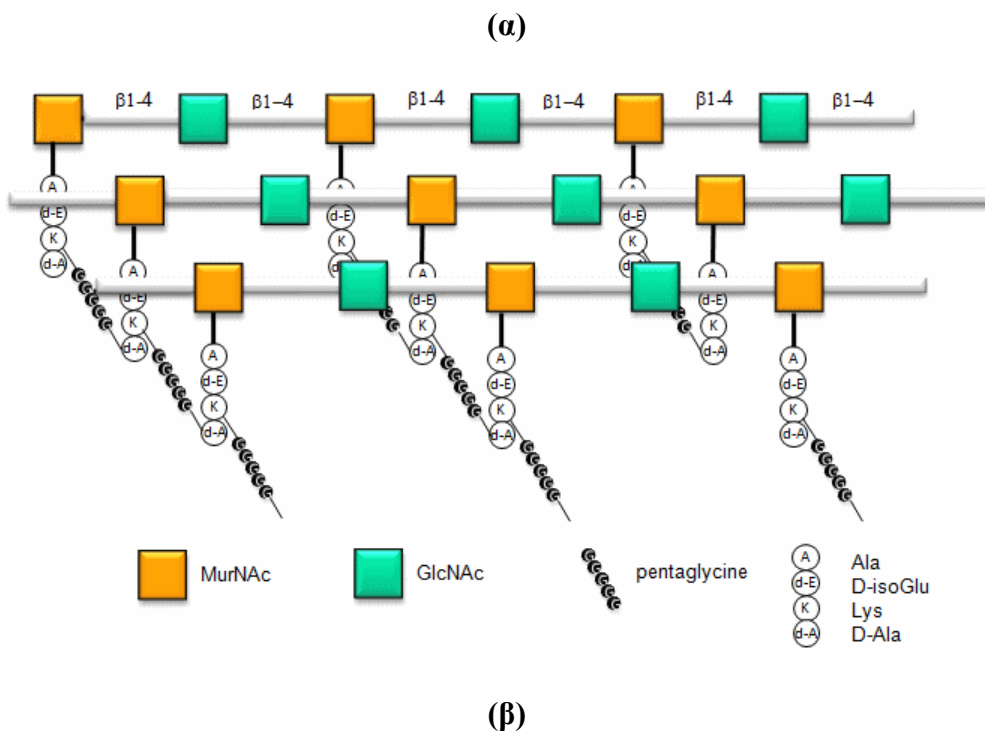 (α)
β1-4 β1–4 β1-4 β1–4 β1-4 β1–4
A A A
d-E d-E d-E
K K K
d-A
A A A
d-E d-E d-E
K K K
d-A d-A d-A
A A A
d-E d-E d-E
K K K
d-A d-A d-A
MurNAc GlcNAc pentaglycine
G G G G G
A Ala
d-E D-isoGlu
K Lys
d-A D-Ala
(β)